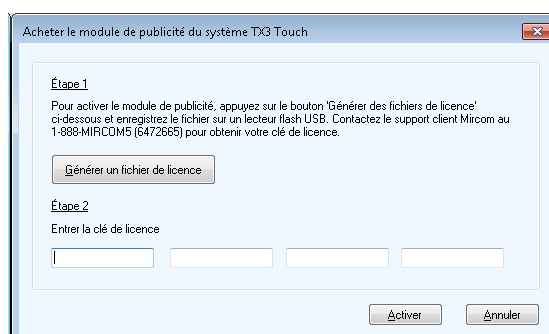 Acheter le module de publicité du système TX3 Touch
Étape 1
Pour activer le module de publicité, appuyez sur le bouton 'Générer des fichiers de licence'
ci-dessous et enregistrez le fichier sur un lecteur flash USB. Contactez le support client Mircom au
1-888-MIRCOM5 (6472665) pour obtenir votre clé de licence.
Générer un fichier de licence
Étape 2
Entrer la clé de licence
Activer
Annuler